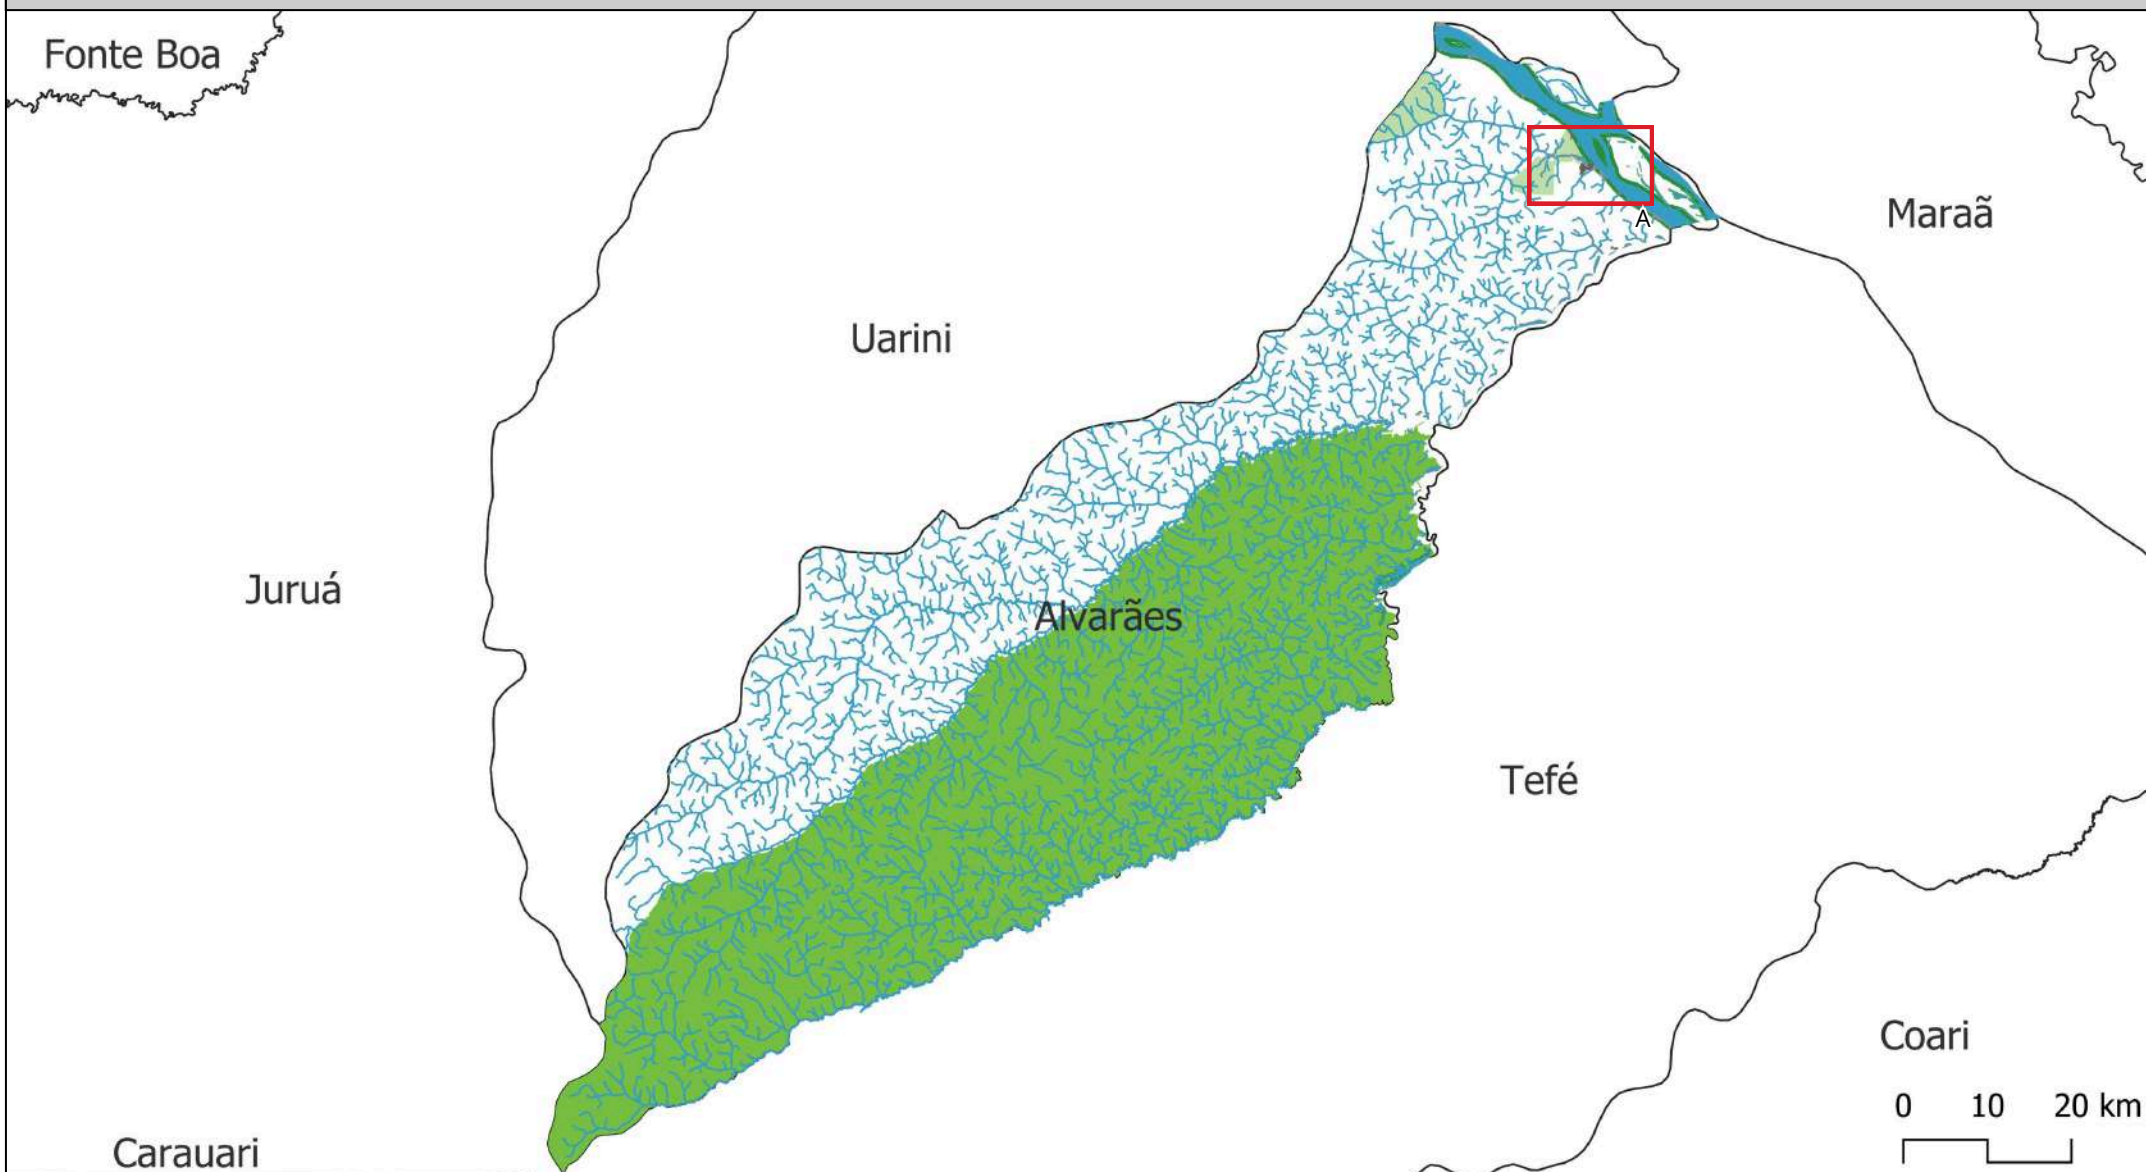 Fonte Boa
Maraã
A
Uarini
Juruá
Alvarães
Tefé
Coari
0 10 20 km
Carauari